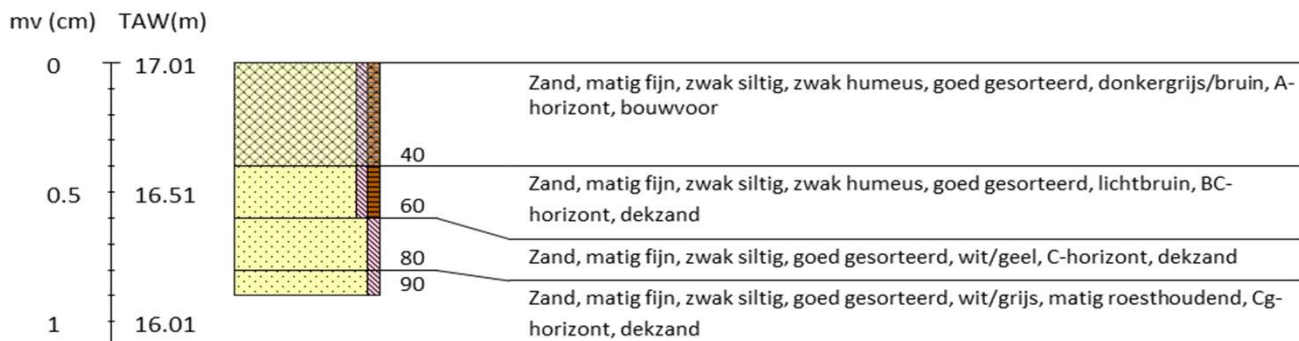 mv (cm) TAW(m)
0 17.01
Zand, matig fijn, zwak siltig, zwak humeus, goed gesorteerd, donkergrijs/bruin, A-
horizont, bouwvoor
40
0.5 16.51
Zand, matig fijn, zwak siltig, zwak humeus, goed gesorteerd, lichtbruin, BC-
horizont, dekzand
60
80
Zand, matig fijn, zwak siltig, goed gesorteerd, wit/geel, C-horizont, dekzand
90
Zand, matig fijn, zwak siltig, goed gesorteerd, wit/grijs, matig roesthoudend, Cg-
horizont, dekzand
1 16.01